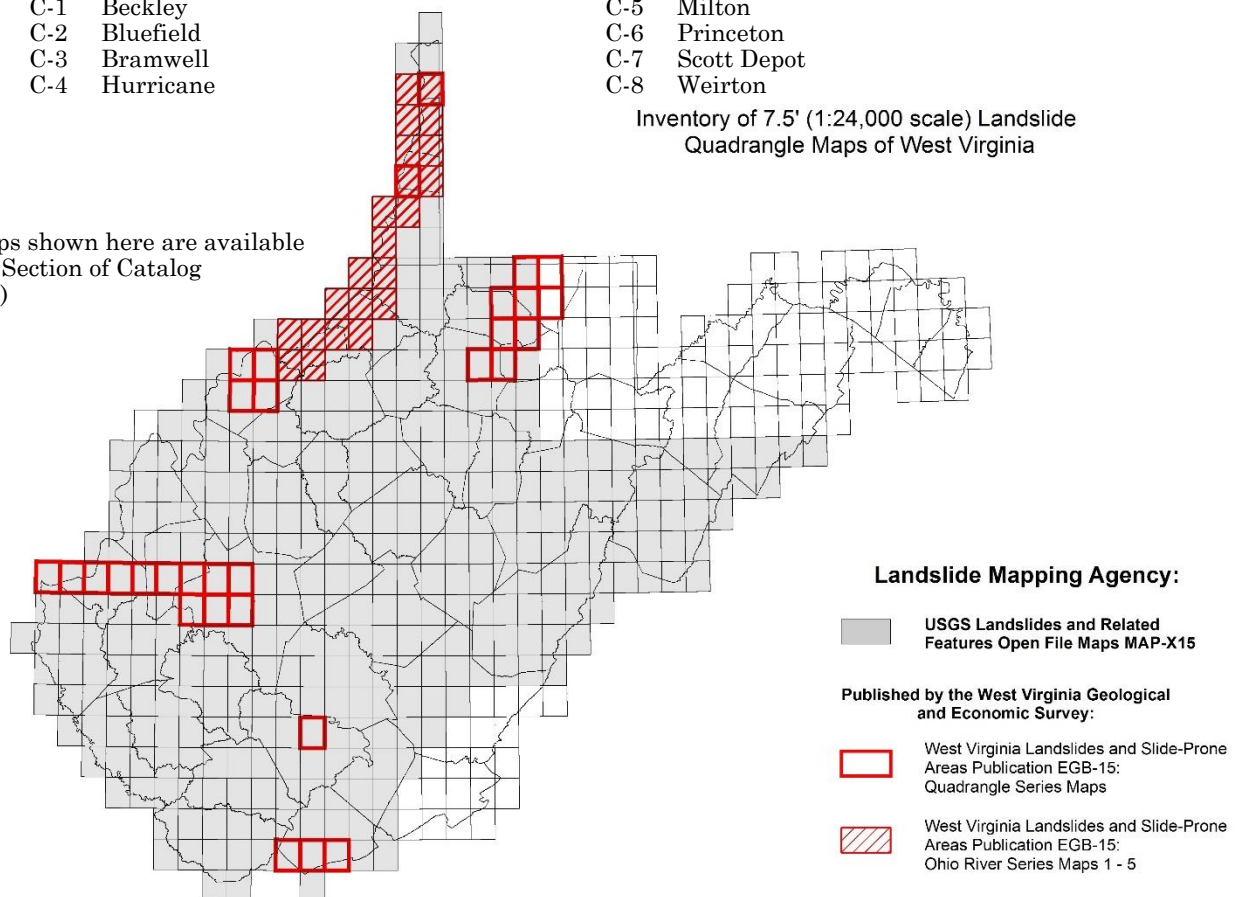 C-1 Beckley
C-2 Bluefield
C-3 Bramwell
C-4 Hurricane
C-5 Milton
C-6 Princeton
C-7 Scott Depot
C-8 Weirton
Inventory of 7.5' (1:24,000 scale) Landslide
Quadrangle Maps of West Virginia
shown here are available
Section of Catalog
)
Landslide Mapping Agency:
USGS Landslides and Related
Features Open File Maps MAP-X15
Published by the West Virginia Geological
and Economic Survey:
West Virginia Landslides and Slide-Prone
Areas Publication EGB-15:
Quadrangle Series Maps
West Virginia Landslides and Slide-Prone
Areas Publication EGB-15:
Ohio River Series Maps 1 - 5